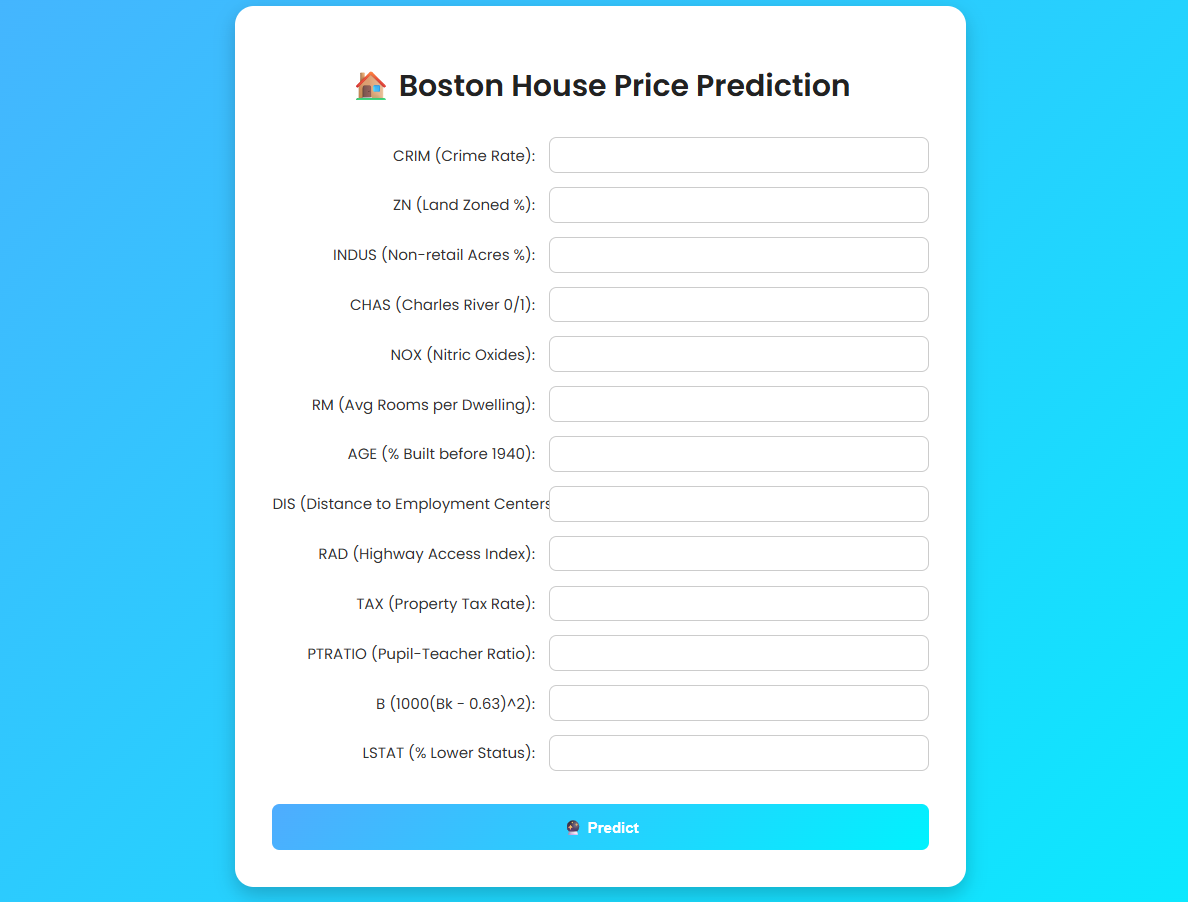 🏠 Boston House Price Prediction
CRIM (Crime Rate):
ZN (Land Zoned %):
INDUS (Non-retail Acres %):
CHAS (Charles River 0/1):
NOX (Nitric Oxides):
RM (Avg Rooms per Dwelling):
AGE (% Built before 1940):
DIS (Distance to Employment Centers
RAD (Highway Access Index):
TAX (Property Tax Rate):
PTRATIO (Pupil-Teacher Ratio):
B (1000(Bk - 0.63)^2):
LSTAT (% Lower Status):
🔮 Predict